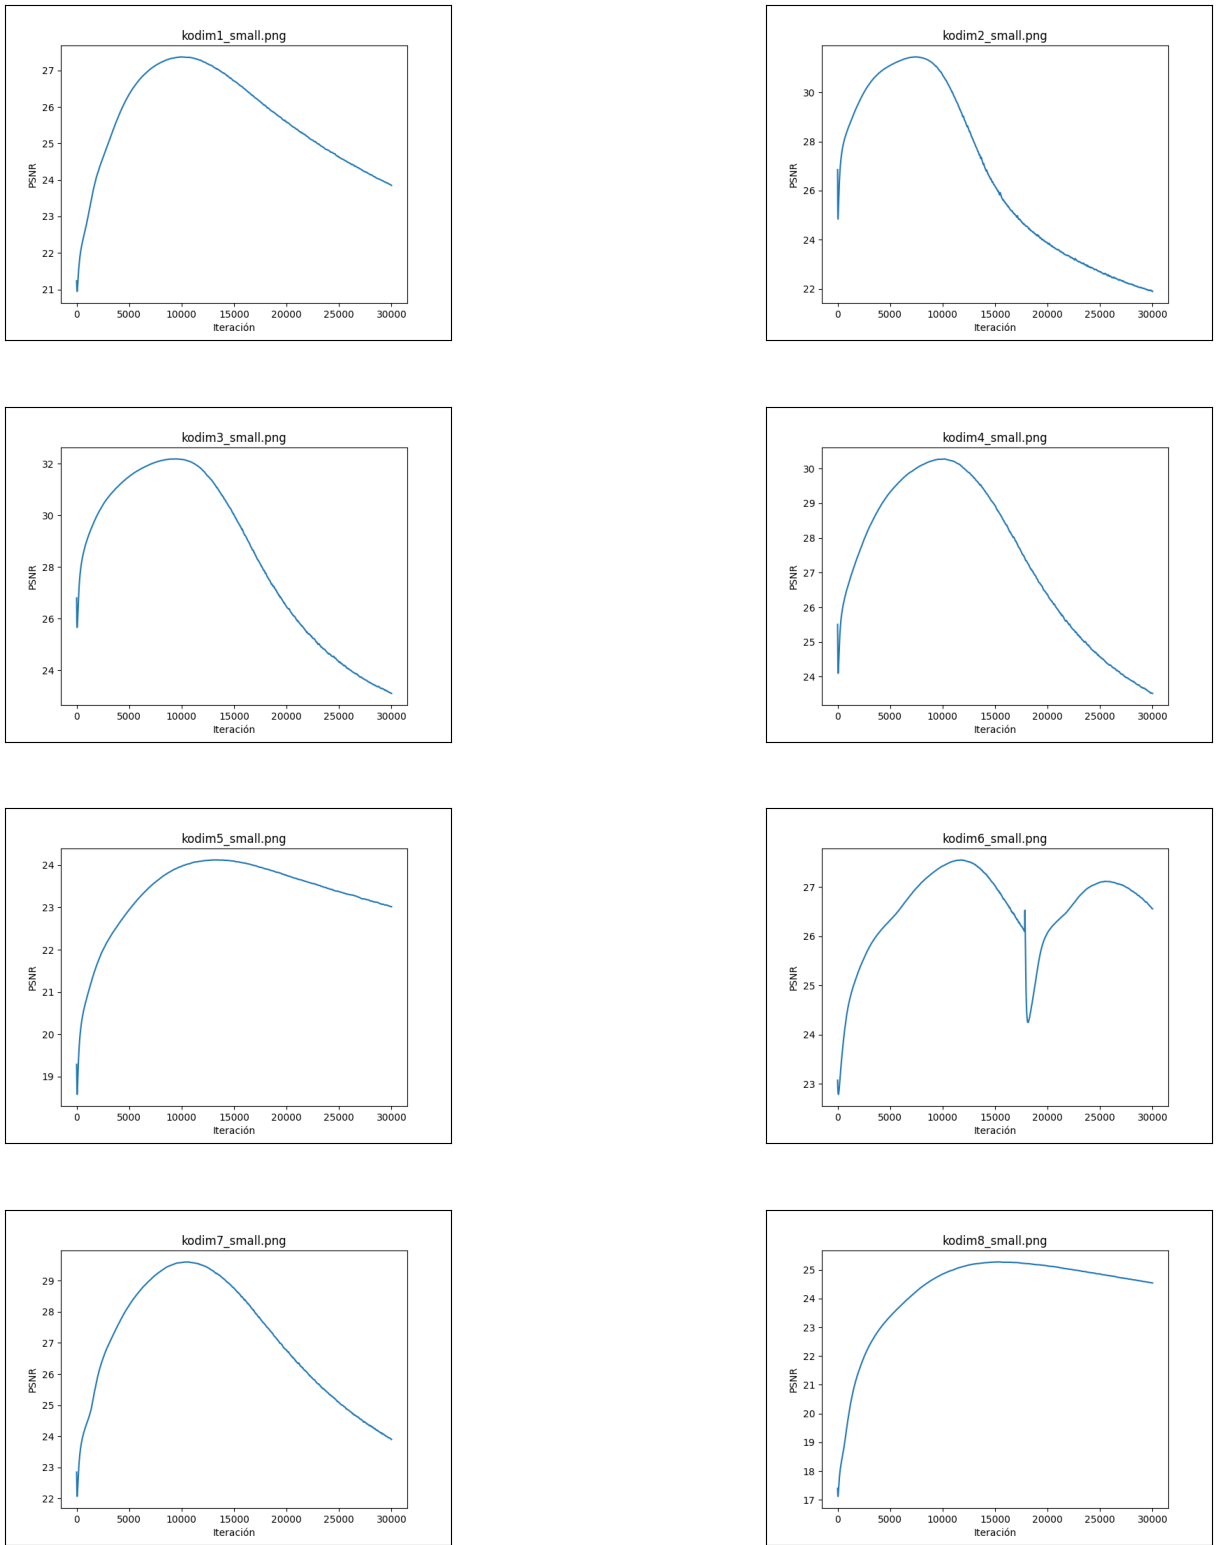 kodim1_small.png
PSNR
27
26
25
24
23
22
21
0 5000 10000 15000 20000 25000 30000
Iteración
kodim2_small.png
PSNR
30
28
26
24
22
0 5000 10000 15000 20000 25000 30000
Iteración
kodim3_small.png
PSNR
32
30
28
26
24
0 5000 10000 15000 20000 25000 30000
Iteración
kodim4_small.png
PSNR
30
29
28
27
26
25
24
0 5000 10000 15000 20000 25000 30000
Iteración
kodim5_small.png
PSNR
24
23
22
21
20
19
0 5000 10000 15000 20000 25000 30000
Iteración
kodim6_small.png
PSNR
27
26
25
24
23
0 5000 10000 15000 20000 25000 30000
Iteración
kodim7_small.png
PSNR
29
28
27
26
25
24
23
22
0 5000 10000 15000 20000 25000 30000
Iteración
kodim8_small.png
PSNR
25
24
23
22
21
20
19
18
17
0 5000 10000 15000 20000 25000 30000
Iteración